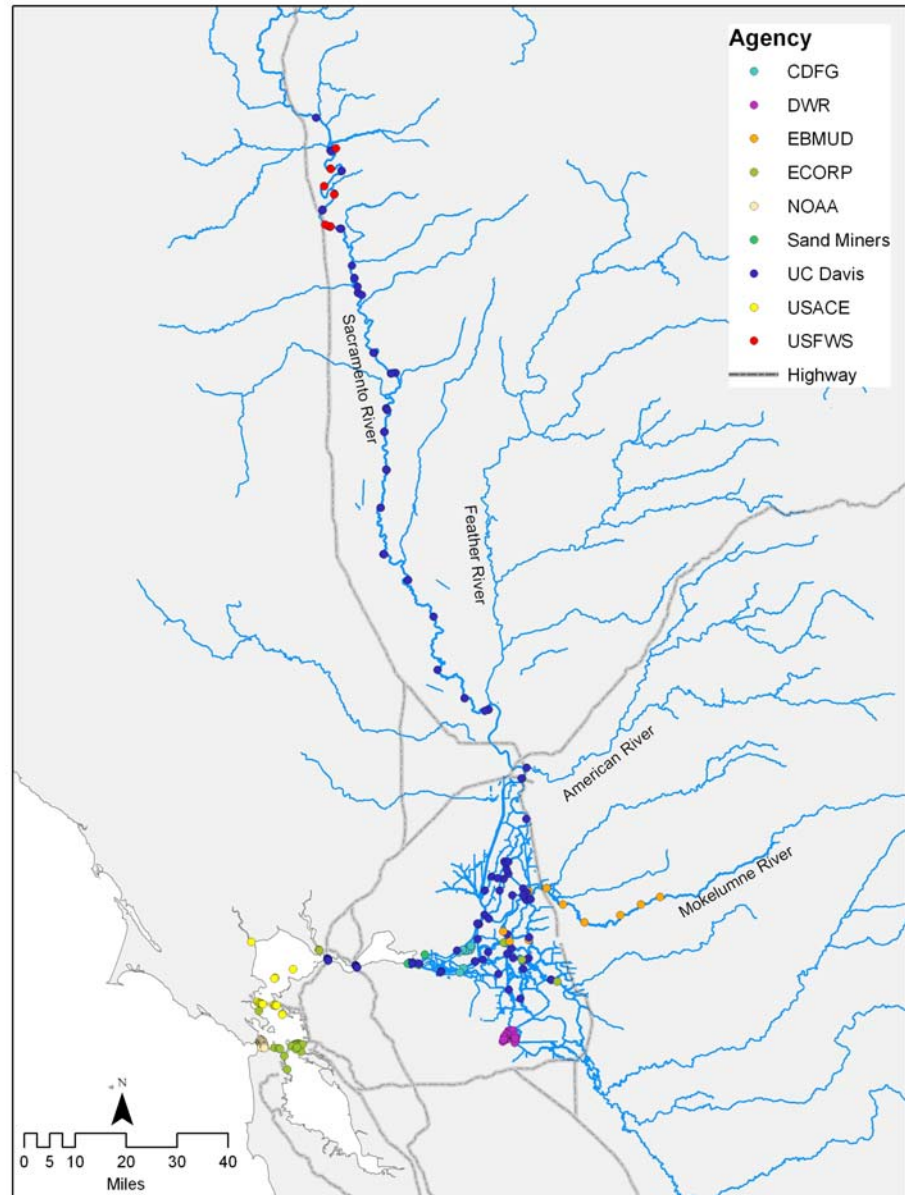 Agency
CDFG
DWR
EBMUD
ECORP
NOAA
Sand Miners
UC Davis
USACE
USFWS
Highway
Sacramento River
Feather River
American River
Mokelumne River
N
0 5 10 20 30 40
Miles